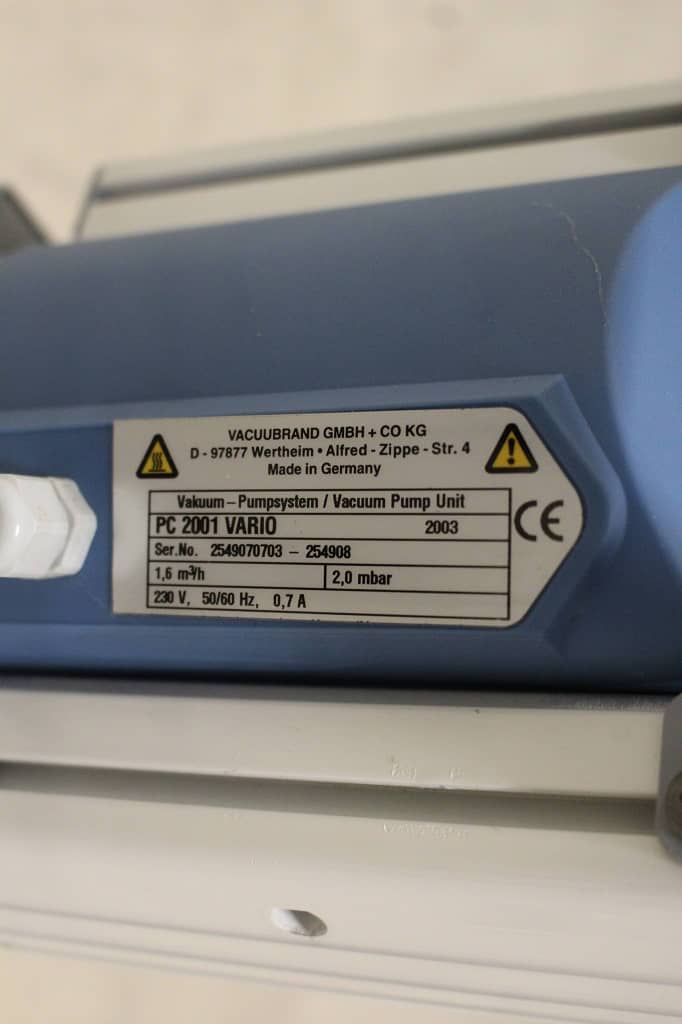 VACUUBRAND GMBH + CO KG
D - 97877 Wertheim • Alfred - Zippe - Str. 4
Made in Germany
Vakuum - Pumpsystem / Vacuum Pump Unit
PC 2001 VARIO 2003
Ser.No. 2549070703 - 254908
1,6 m³/h 2,0 mbar
230 V, 50/60 Hz, 0,7 A
CE